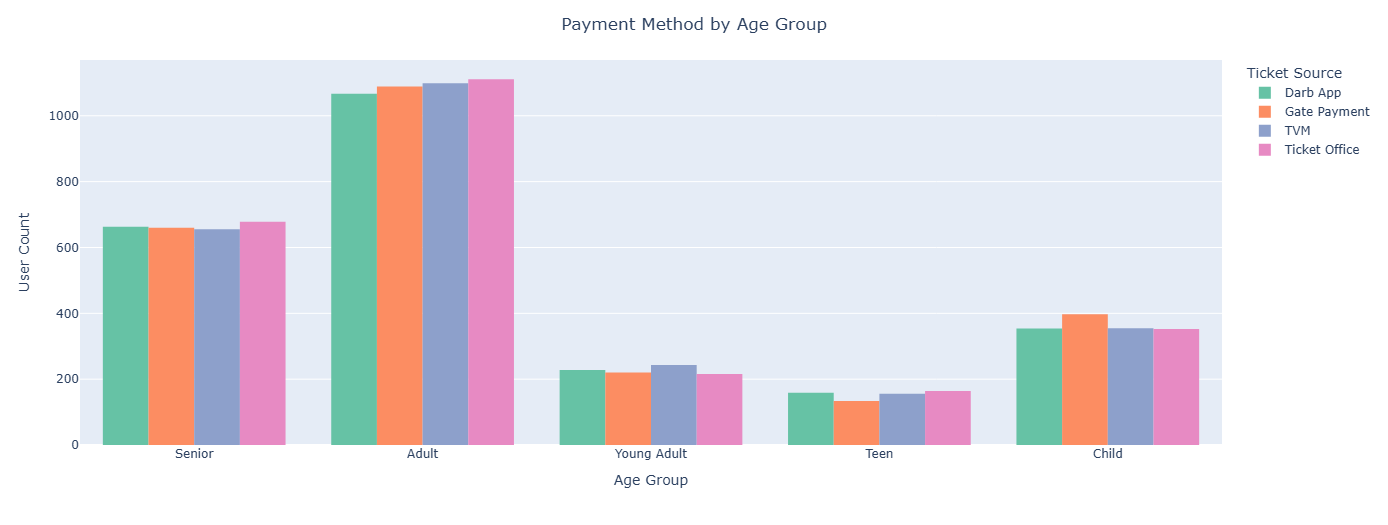 Payment Method by Age Group
Ticket Source
Darb App
Gate Payment
TVM
Ticket Office
User Count
1000
800
600
400
200
0
Senior
Adult
Young Adult
Teen
Child
Age Group